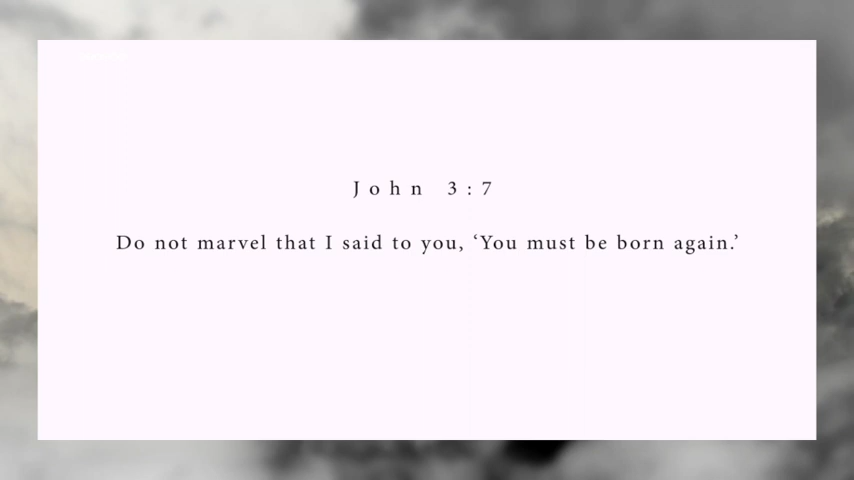 John 3:7
Do not marvel that I said to you, ‘You must be born again.’